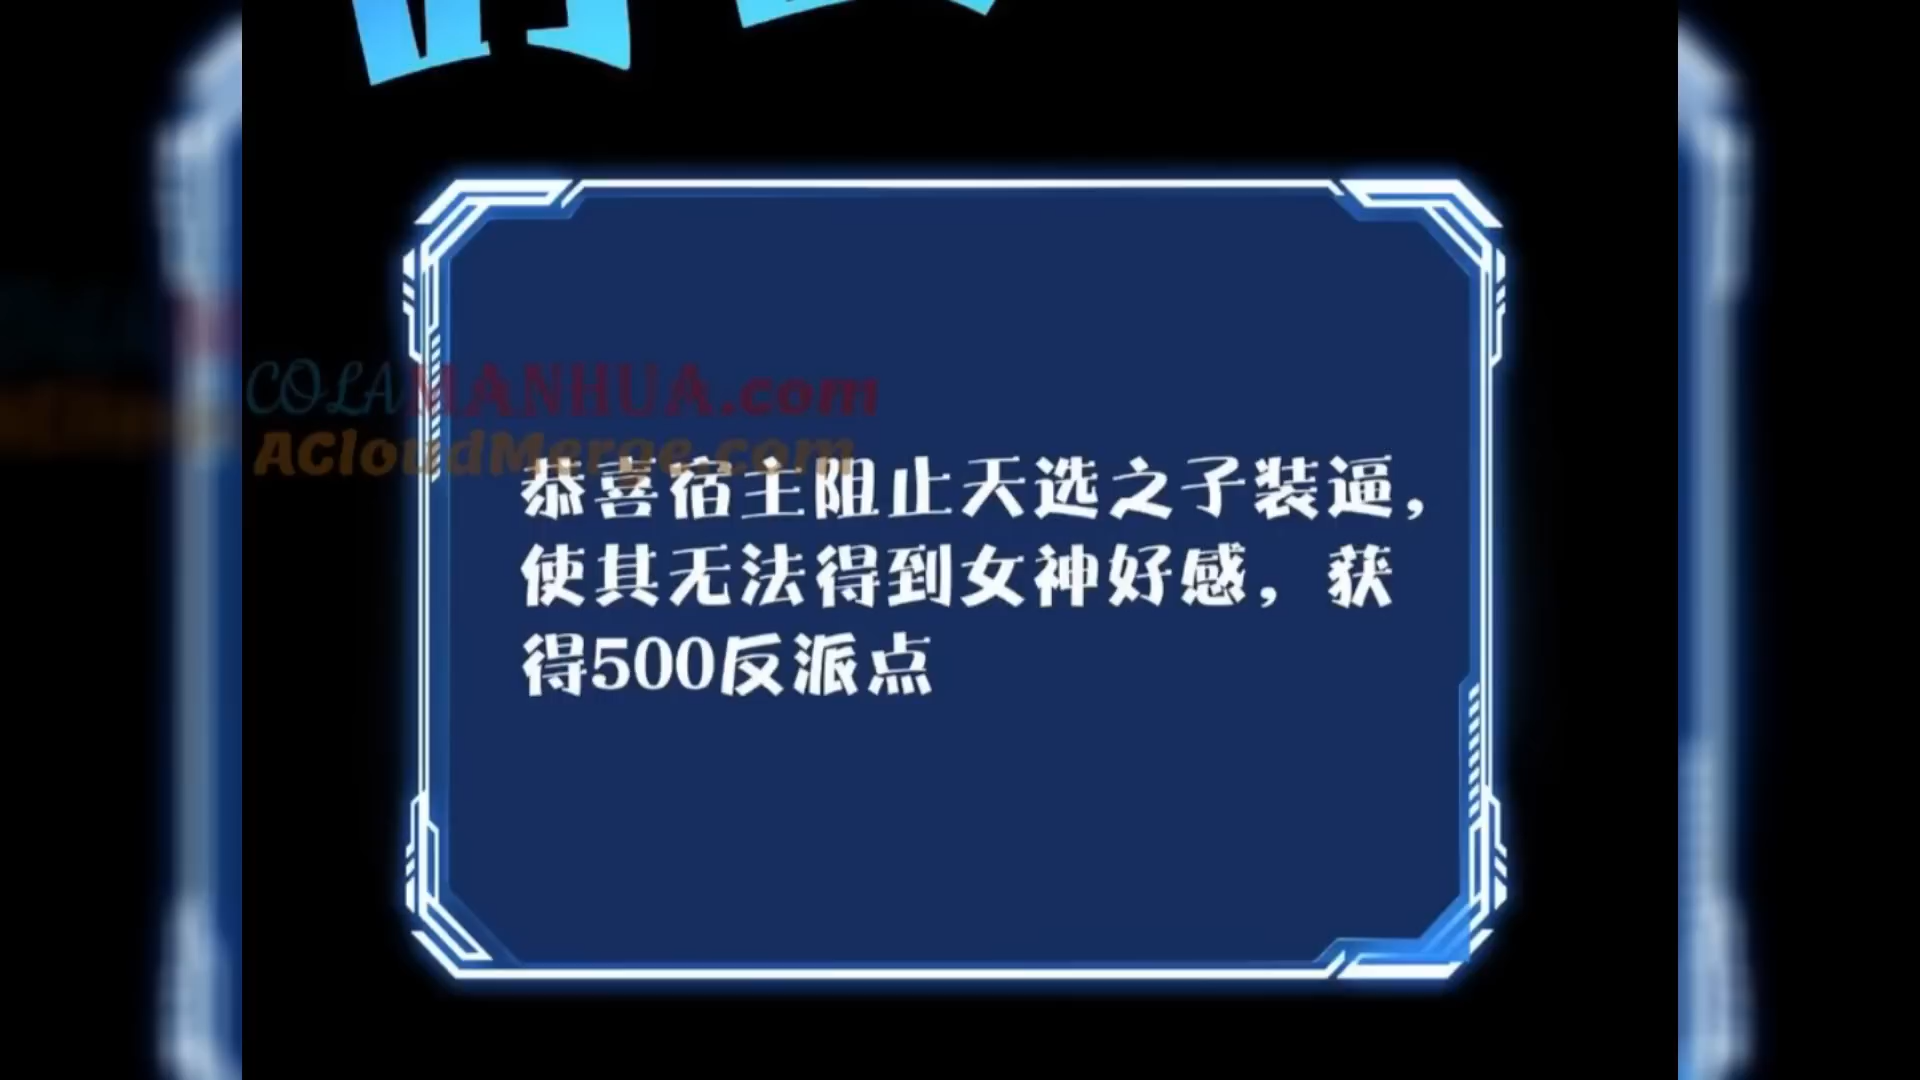 COLAMANHUA.com
ACloudMerge.com
恭喜宿主阻止天选之子装逼，
使其无法得到女神好感，获
得500反派点